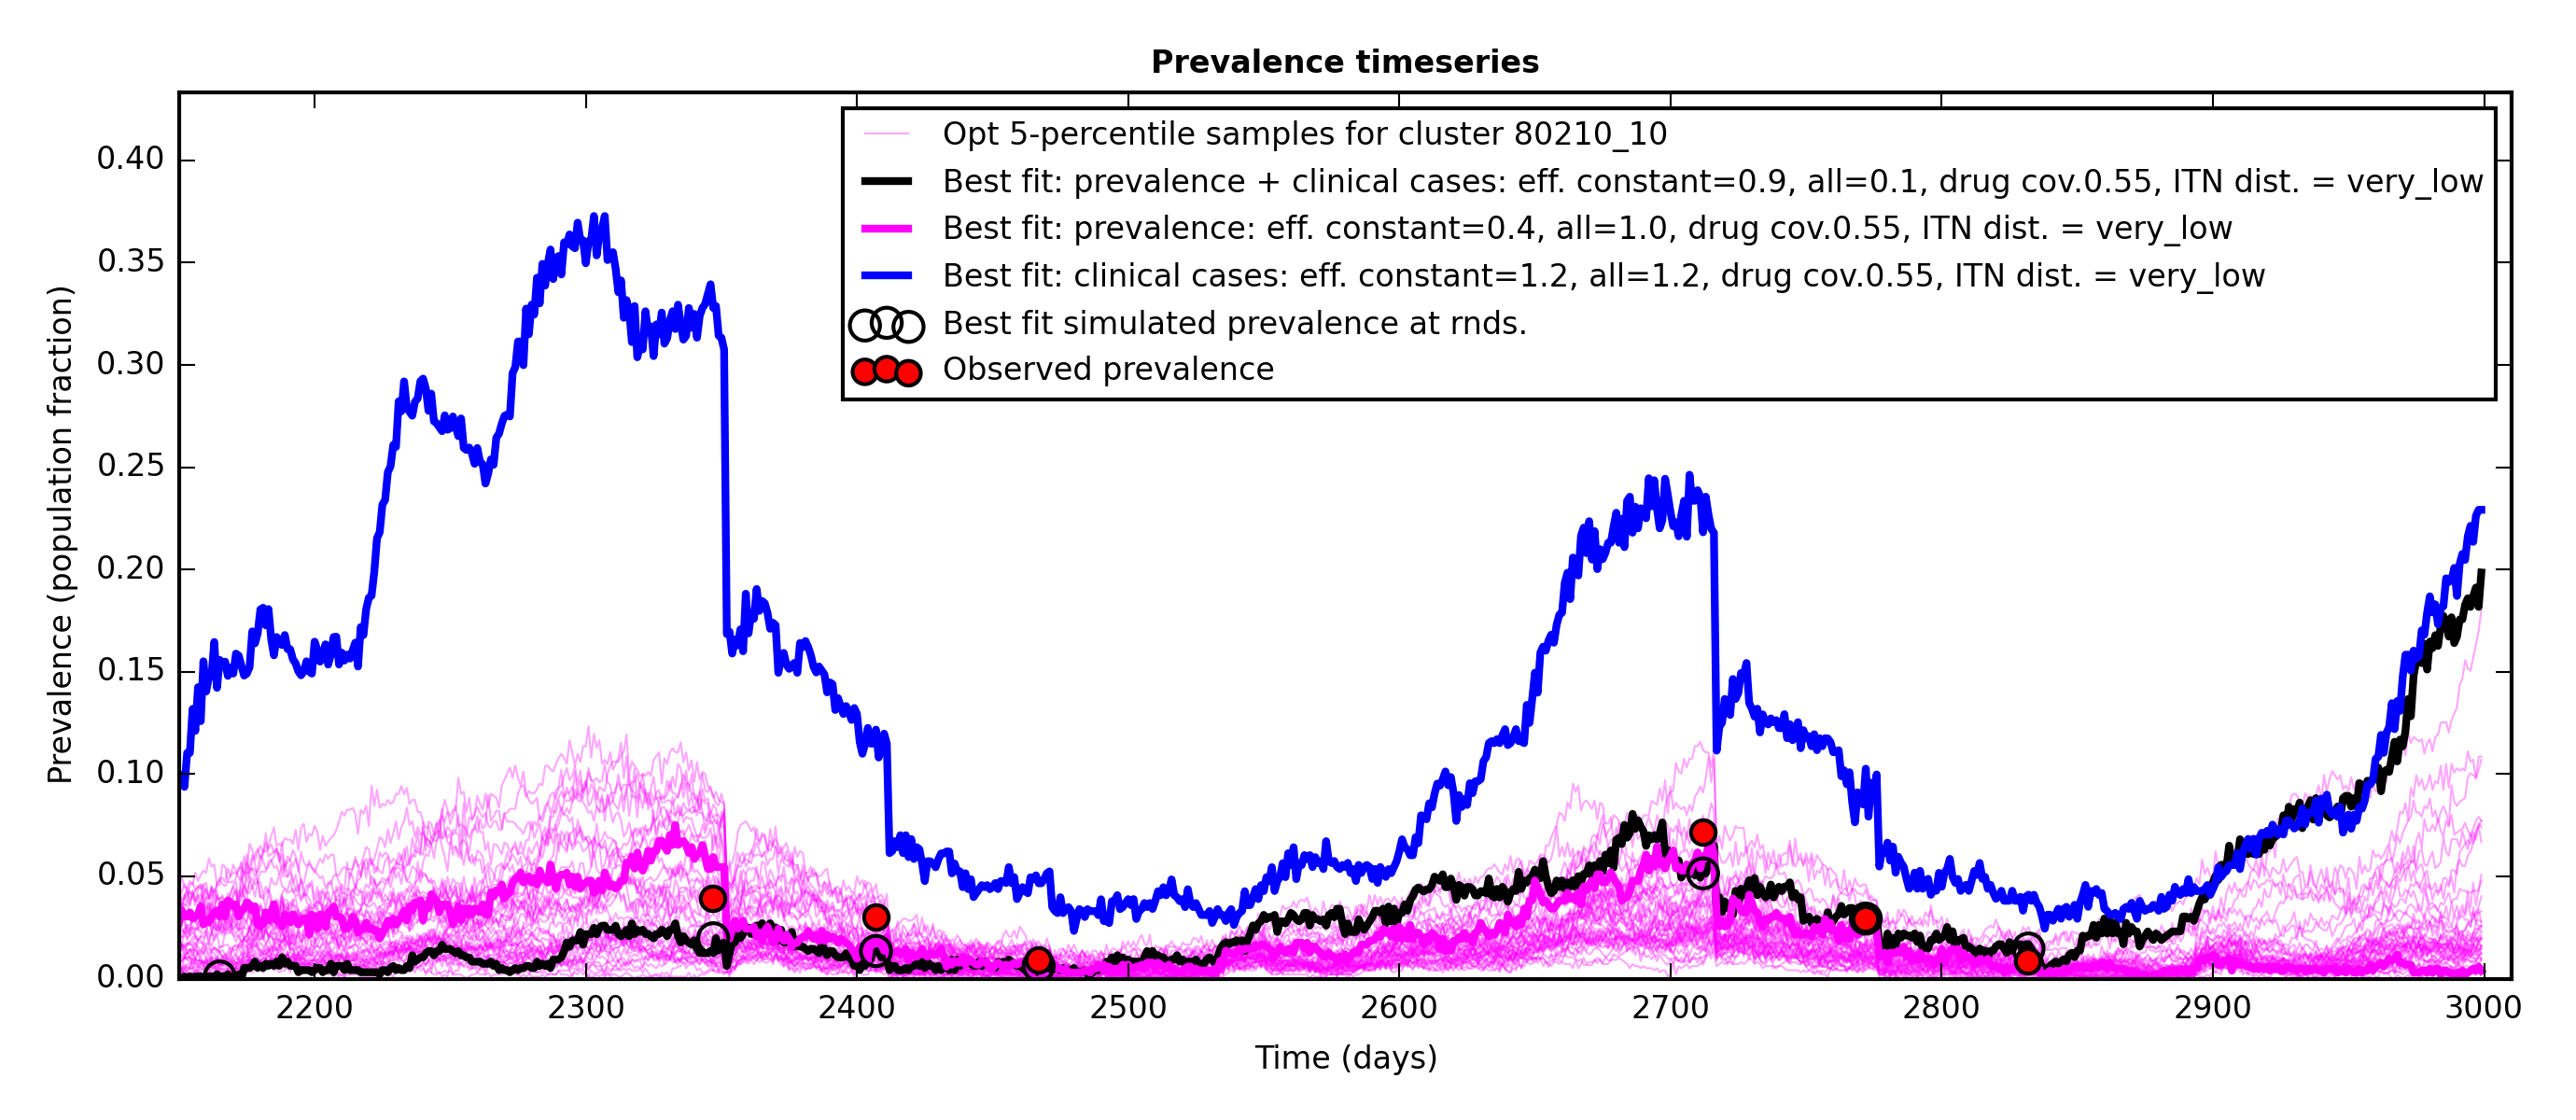 Prevalence timeseries
Opt 5-percentile samples for cluster 80210_10
Best fit: prevalence + clinical cases: eff. constant=0.9, all=0.1, drug cov.0.55, ITN dist. = very_low
Best fit: prevalence: eff. constant=0.4, all=1.0, drug cov.0.55, ITN dist. = very_low
Best fit: clinical cases: eff. constant=1.2, all=1.2, drug cov.0.55, ITN dist. = very_low
Best fit simulated prevalence at rnds.
Observed prevalence
Prevalence (population fraction)
0.40
0.35
0.30
0.25
0.20
0.15
0.10
0.05
0.00
2200 2300 2400 2500 2600 2700 2800 2900 3000
Time (days)